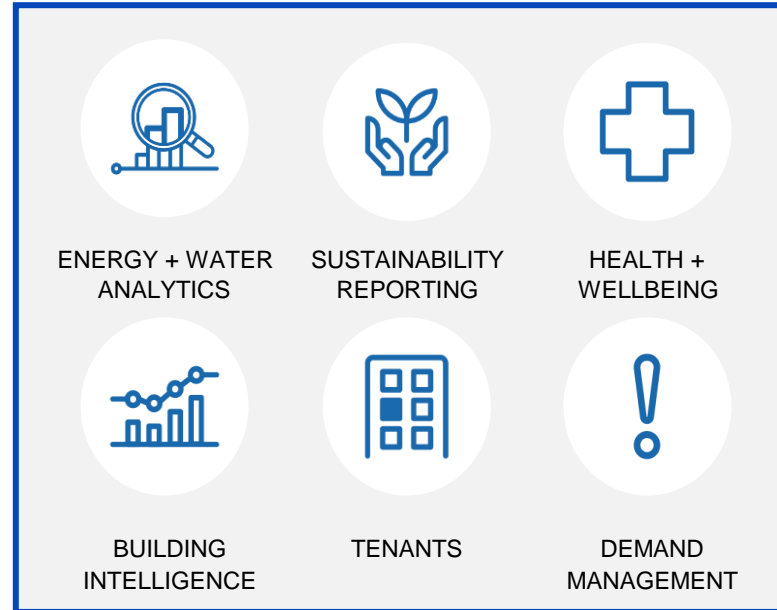 ENERGY + WATER
ANALYTICS
SUSTAINABILITY
REPORTING
HEALTH +
WELLBEING
BUILDING
INTELLIGENCE
TENANTS
DEMAND
MANAGEMENT